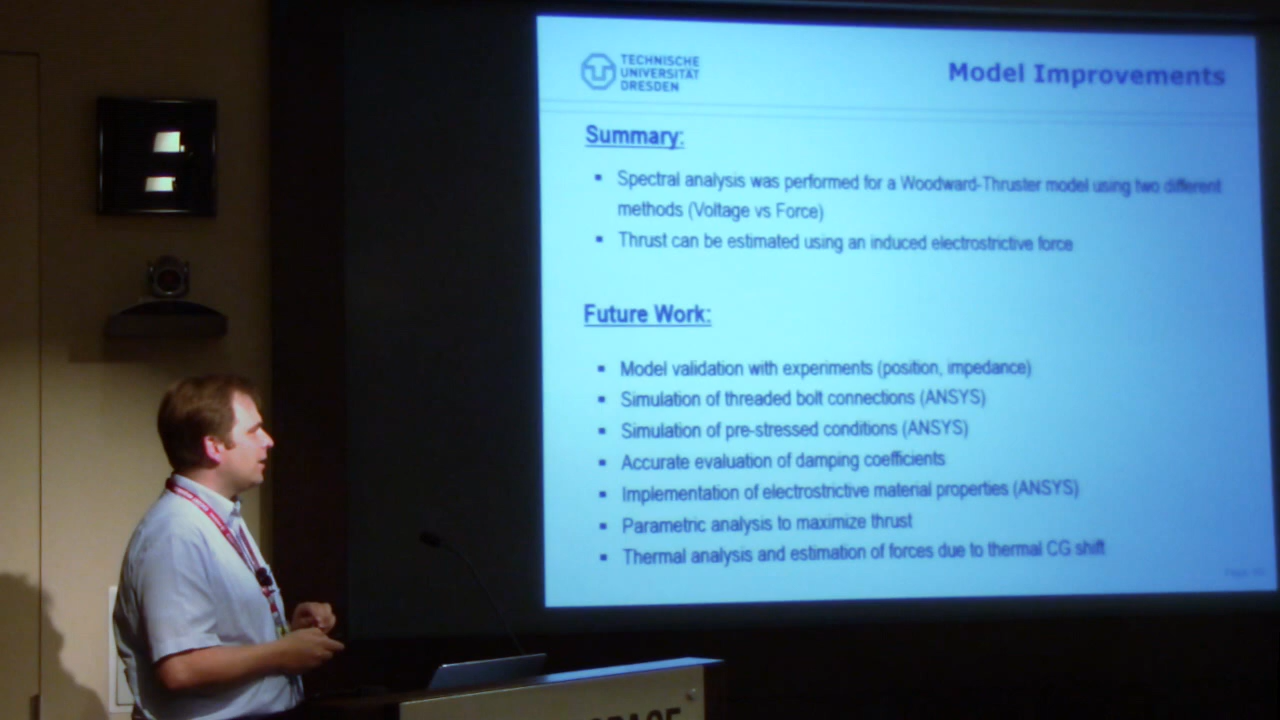 TECHNISCHE
UNIVERSITÄT
DRESDEN
Model Improvements
Summary:
▪ Spectral analysis was performed for a Woodward-Thruster model using two different
methods (Voltage vs Force)
▪ Thrust can be estimated using an induced electrostrictive force
Future Work:
▪ Model validation with experiments (position, impedance)
▪ Simulation of threaded bolt connections (ANSYS)
▪ Simulation of pre-stressed conditions (ANSYS)
▪ Accurate evaluation of damping coefficients
▪ Implementation of electrostrictive material properties (ANSYS)
▪ Parametric analysis to maximize thrust
▪ Thermal analysis and estimation of forces due to thermal CG shift